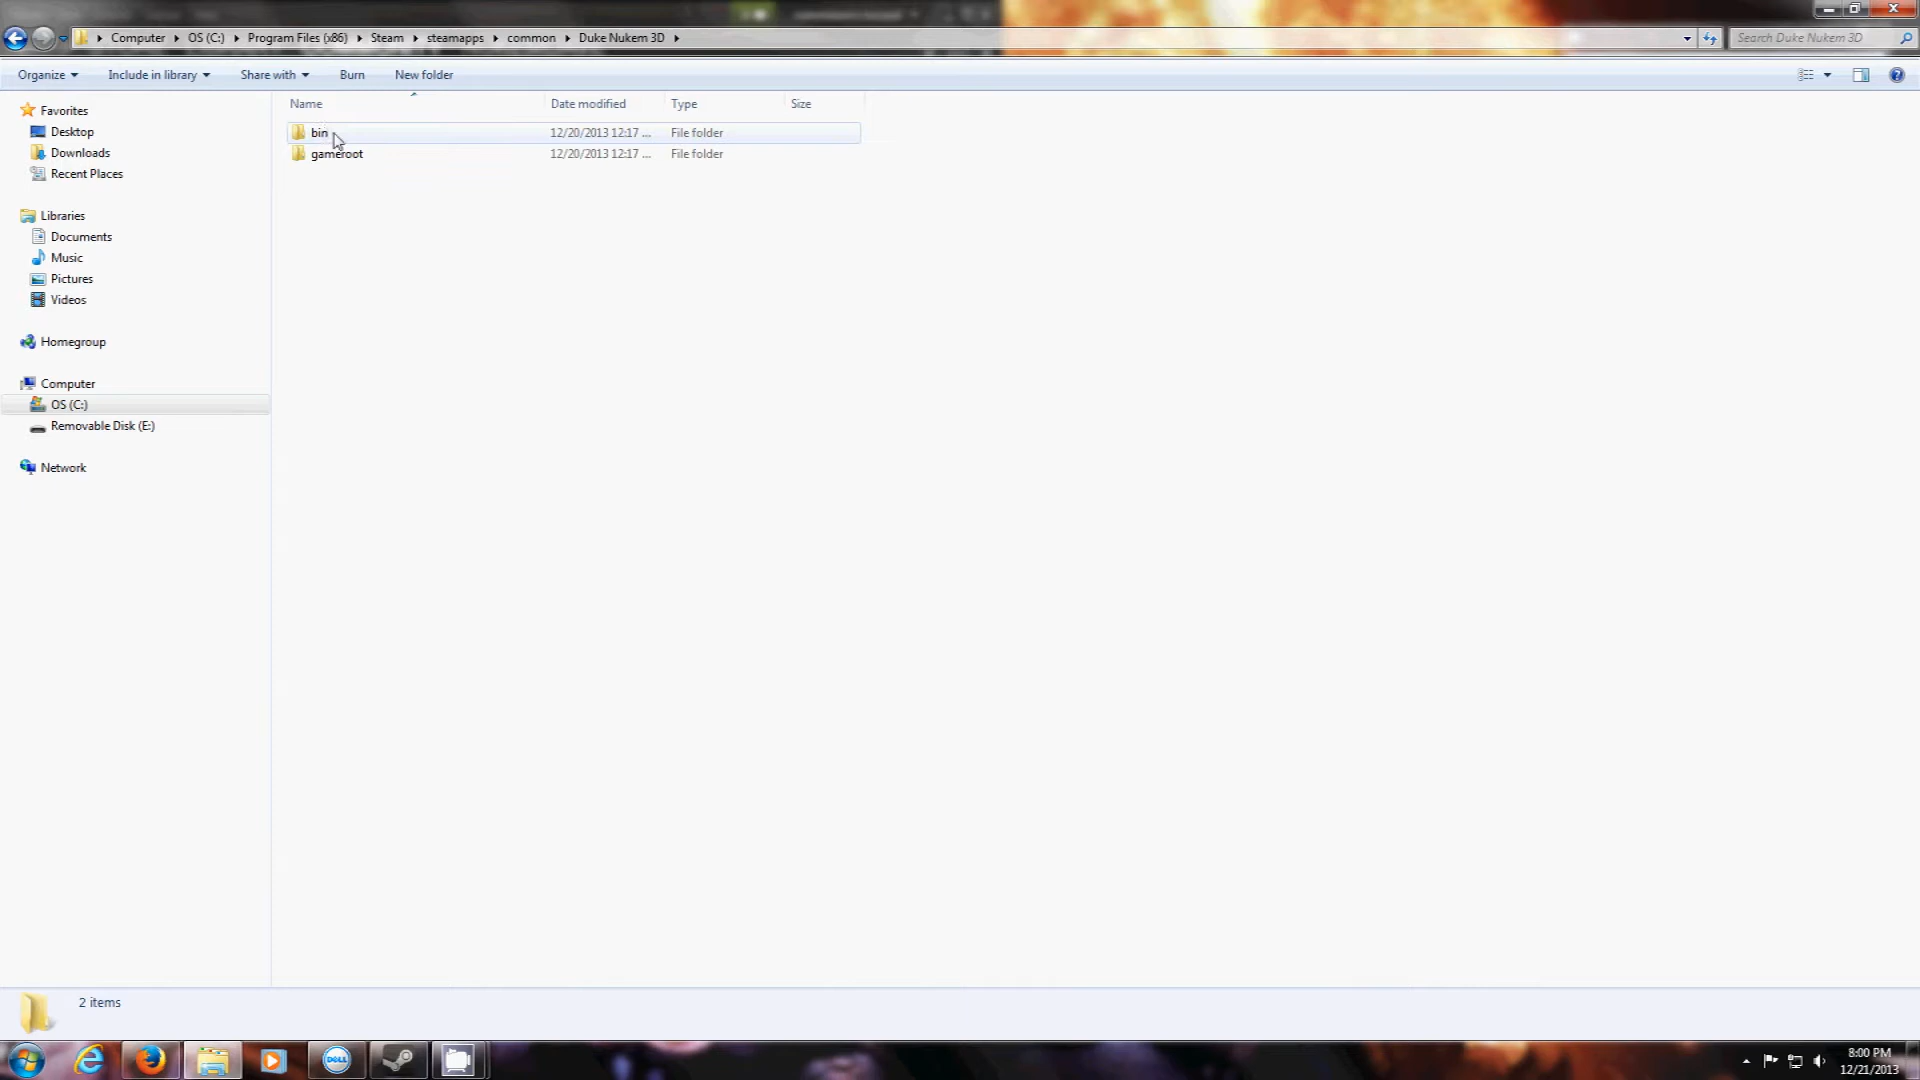 Computer OS (C:) Program Files (x86) Steam steamapps common Duke Nukem 3D Search Duke Nukem 3D
Organize Include in library Share with Burn New folder
Name Date modified Type Size
Favorites
Desktop
Downloads
Recent Places
Libraries
Documents
Music
Pictures
Videos
Homegroup
Computer
OS (C:)
Removable Disk (E:)
Network
bin 12/20/2013 12:17 ... File folder
gameroot 12/20/2013 12:17 ... File folder
2 items
DELL
8:00 PM
12/21/2013